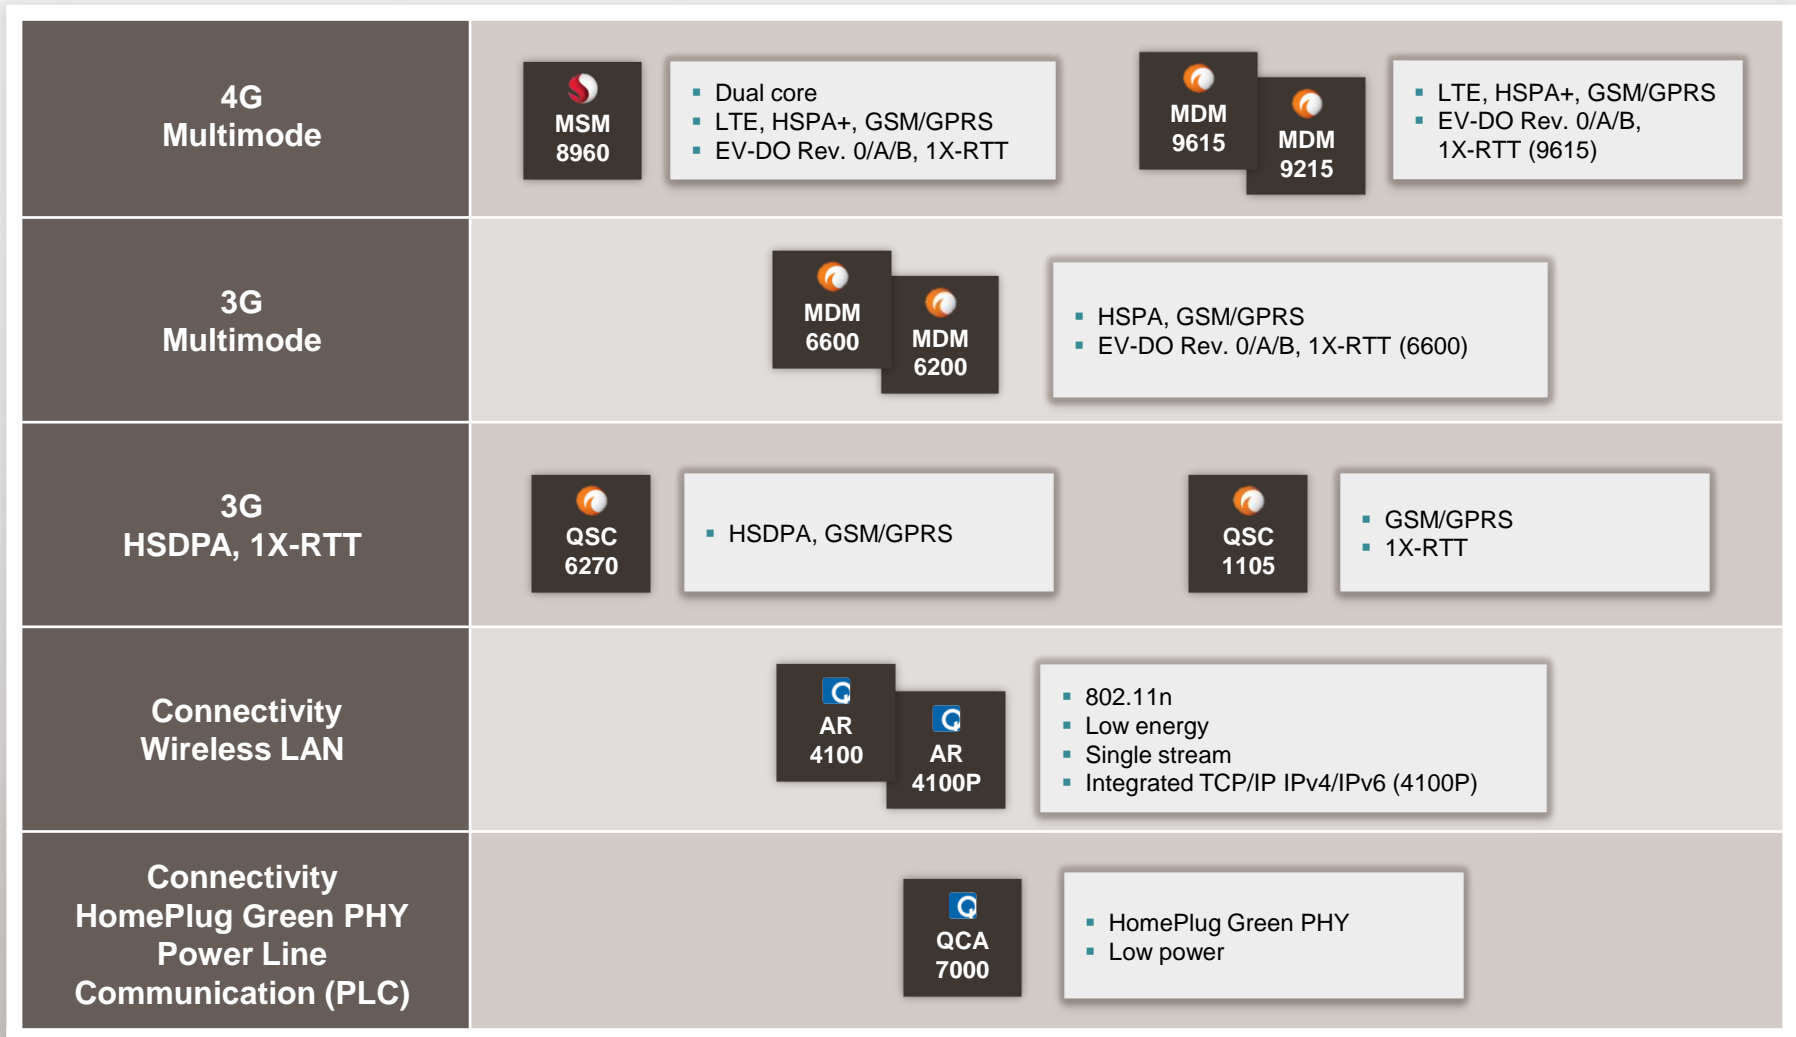 4G
Multimode
MSM
8960
Dual core
LTE, HSPA+, GSM/GPRS
EV-DO Rev. 0/A/B, 1X-RTT
MDM
9615
MDM
9215
LTE, HSPA+, GSM/GPRS
EV-DO Rev. 0/A/B,
1X-RTT (9615)
3G
Multimode
MDM
6600
MDM
6200
HSPA, GSM/GPRS
EV-DO Rev. 0/A/B, 1X-RTT (6600)
3G
HSDPA, 1X-RTT
QSC
6270
HSDPA, GSM/GPRS
QSC
1105
GSM/GPRS
1X-RTT
Connectivity
Wireless LAN
AR
4100
AR
4100P
802.11n
Low energy
Single stream
Integrated TCP/IP IPv4/IPv6 (4100P)
Connectivity
HomePlug Green PHY
Power Line
Communication (PLC)
QCA
7000
HomePlug Green PHY
Low power